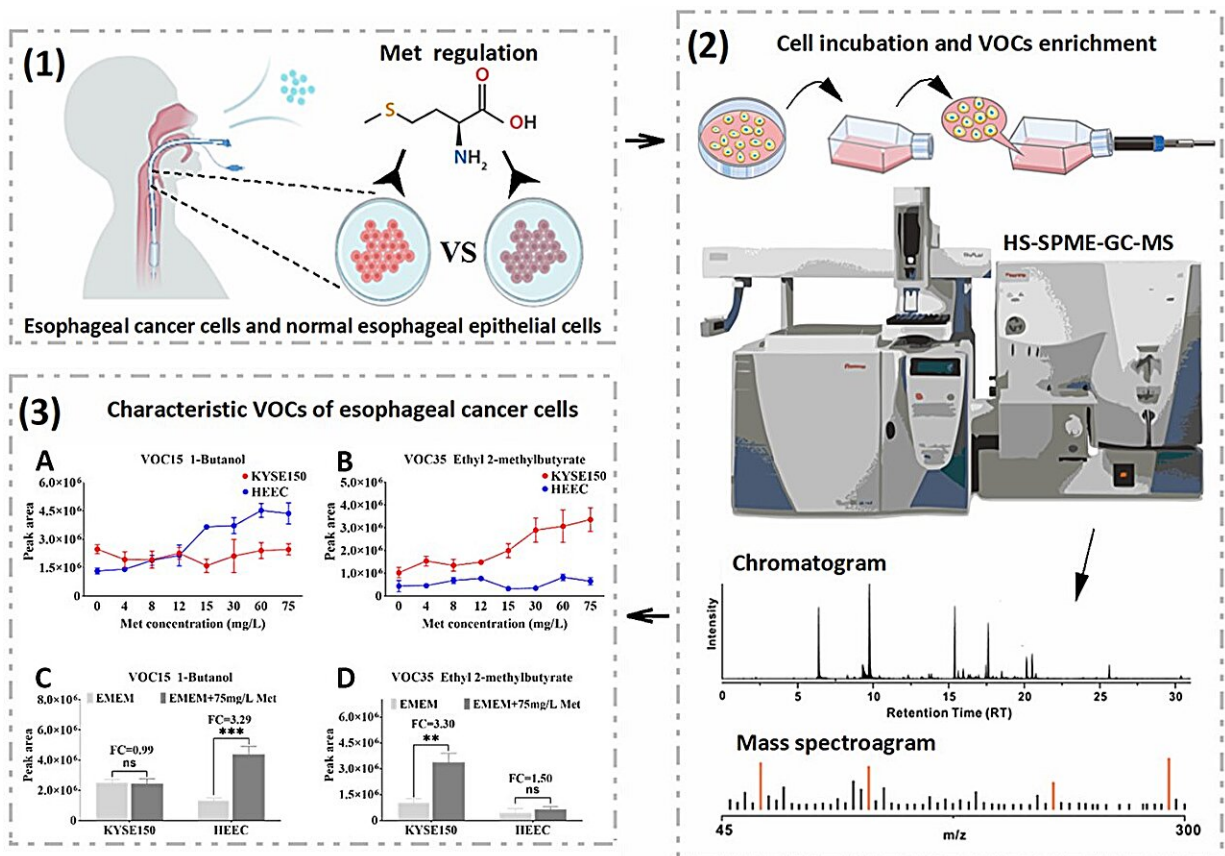 (1)
Met regulation
S
O
OH
NH₂
VS
Esophageal cancer cells and normal esophageal epithelial cells
(2)
Cell incubation and VOCs enrichment
HS-SPME-GC-MS
Chromatogram
Intensity
0 5 10 15 20 25 30
Retention Time (RT)
Mass spectroagram
45 300
m/z
(3)
Characteristic VOCs of esophageal cancer cells
A
VOC15 1-Butanol
KYSE150
HEEC
Peak area
6.0×10⁶
4.5×10⁶
3.0×10⁶
1.5×10⁶
0
0 4 8 12 15 30 60 75
Met concentration (mg/L)
B
VOC35 Ethyl 2-methylbutyrate
KYSE150
HEEC
Peak area
5.0×10⁶
4.0×10⁶
3.0×10⁶
2.0×10⁶
1.0×10⁶
0
0 4 8 12 15 30 60 75
Met concentration (mg/L)
C
VOC15 1-Butanol
EMEM EMEM+75mg/L Met
Peak area
8.0×10⁶
6.0×10⁶
4.0×10⁶
2.0×10⁶
0
FC=0.99
ns
FC=3.29
***
KYSE150 HEEC
D
VOC35 Ethyl 2-methylbutyrate
EMEM EMEM+75mg/L Met
Peak area
6.0×10⁶
4.5×10⁶
3.0×10⁶
1.5×10⁶
0
FC=3.30
**
FC=1.50
ns
KYSE150 HEEC